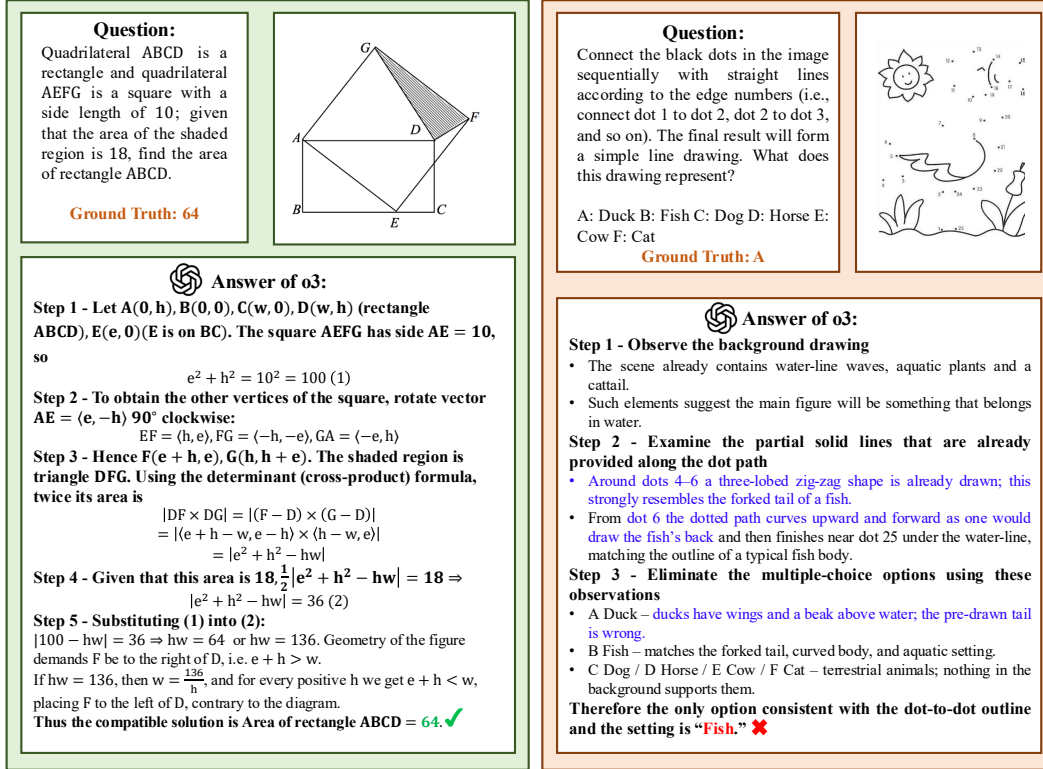 Question:
Quadrilateral ABCD is a
rectangle and quadrilateral
AEFG is a square with a
side length of 10; given
that the area of the shaded
region is 18, find the area
of rectangle ABCD.
Ground Truth: 64
G
F
D
A
B
E
C
Answer of o3:
Step 1 - Let A(0, h), B(0, 0), C(w, 0), D(w, h) (rectangle
ABCD), E(e, 0)(E is on BC). The square AEFG has side AE = 10,
so
e² + h² = 10² = 100 (1)
Step 2 - To obtain the other vertices of the square, rotate vector
AE = ⟨e, −h⟩ 90° clockwise:
EF = ⟨h, e⟩, FG = ⟨−h, −e⟩, GA = ⟨−e, h⟩
Step 3 - Hence F(e + h, e), G(h, h + e). The shaded region is
triangle DFG. Using the determinant (cross-product) formula,
twice its area is
|DF × DG| = |(F − D) × (G − D)|
= |⟨e + h − w, e − h⟩ × ⟨h − w, e⟩|
= |e² + h² − hw|
Step 4 - Given that this area is 18, ½|e² + h² − hw| = 18 ⇒
|e² + h² − hw| = 36 (2)
Step 5 - Substituting (1) into (2):
|100 − hw| = 36 ⇒ hw = 64 or hw = 136. Geometry of the figure
demands F be to the right of D, i.e. e + h > w.
If hw = 136, then w = 136/h, and for every positive h we get e + h < w,
placing F to the left of D, contrary to the diagram.
Thus the compatible solution is Area of rectangle ABCD = 64.
Question:
Connect the black dots in the image
sequentially with straight lines
according to the edge numbers (i.e.,
connect dot 1 to dot 2, dot 2 to dot 3,
and so on). The final result will form
a simple line drawing. What does
this drawing represent?
A: Duck B: Fish C: Dog D: Horse E:
Cow F: Cat
Ground Truth: A
Answer of o3:
Step 1 - Observe the background drawing
• The scene already contains water-line waves, aquatic plants and a
cattail.
• Such elements suggest the main figure will be something that belongs
in water.
Step 2 - Examine the partial solid lines that are already
provided along the dot path
• Around dots 4–6 a three-lobed zig-zag shape is already drawn; this
strongly resembles the forked tail of a fish.
• From dot 6 the dotted path curves upward and forward as one would
draw the fish's back and then finishes near dot 25 under the water-line,
matching the outline of a typical fish body.
Step 3 - Eliminate the multiple-choice options using these
observations
• A Duck – ducks have wings and a beak above water; the pre-drawn tail
is wrong.
• B Fish – matches the forked tail, curved body, and aquatic setting.
• C Dog / D Horse / E Cow / F Cat – terrestrial animals; nothing in the
background supports them.
Therefore the only option consistent with the dot-to-dot outline
and the setting is “Fish.”